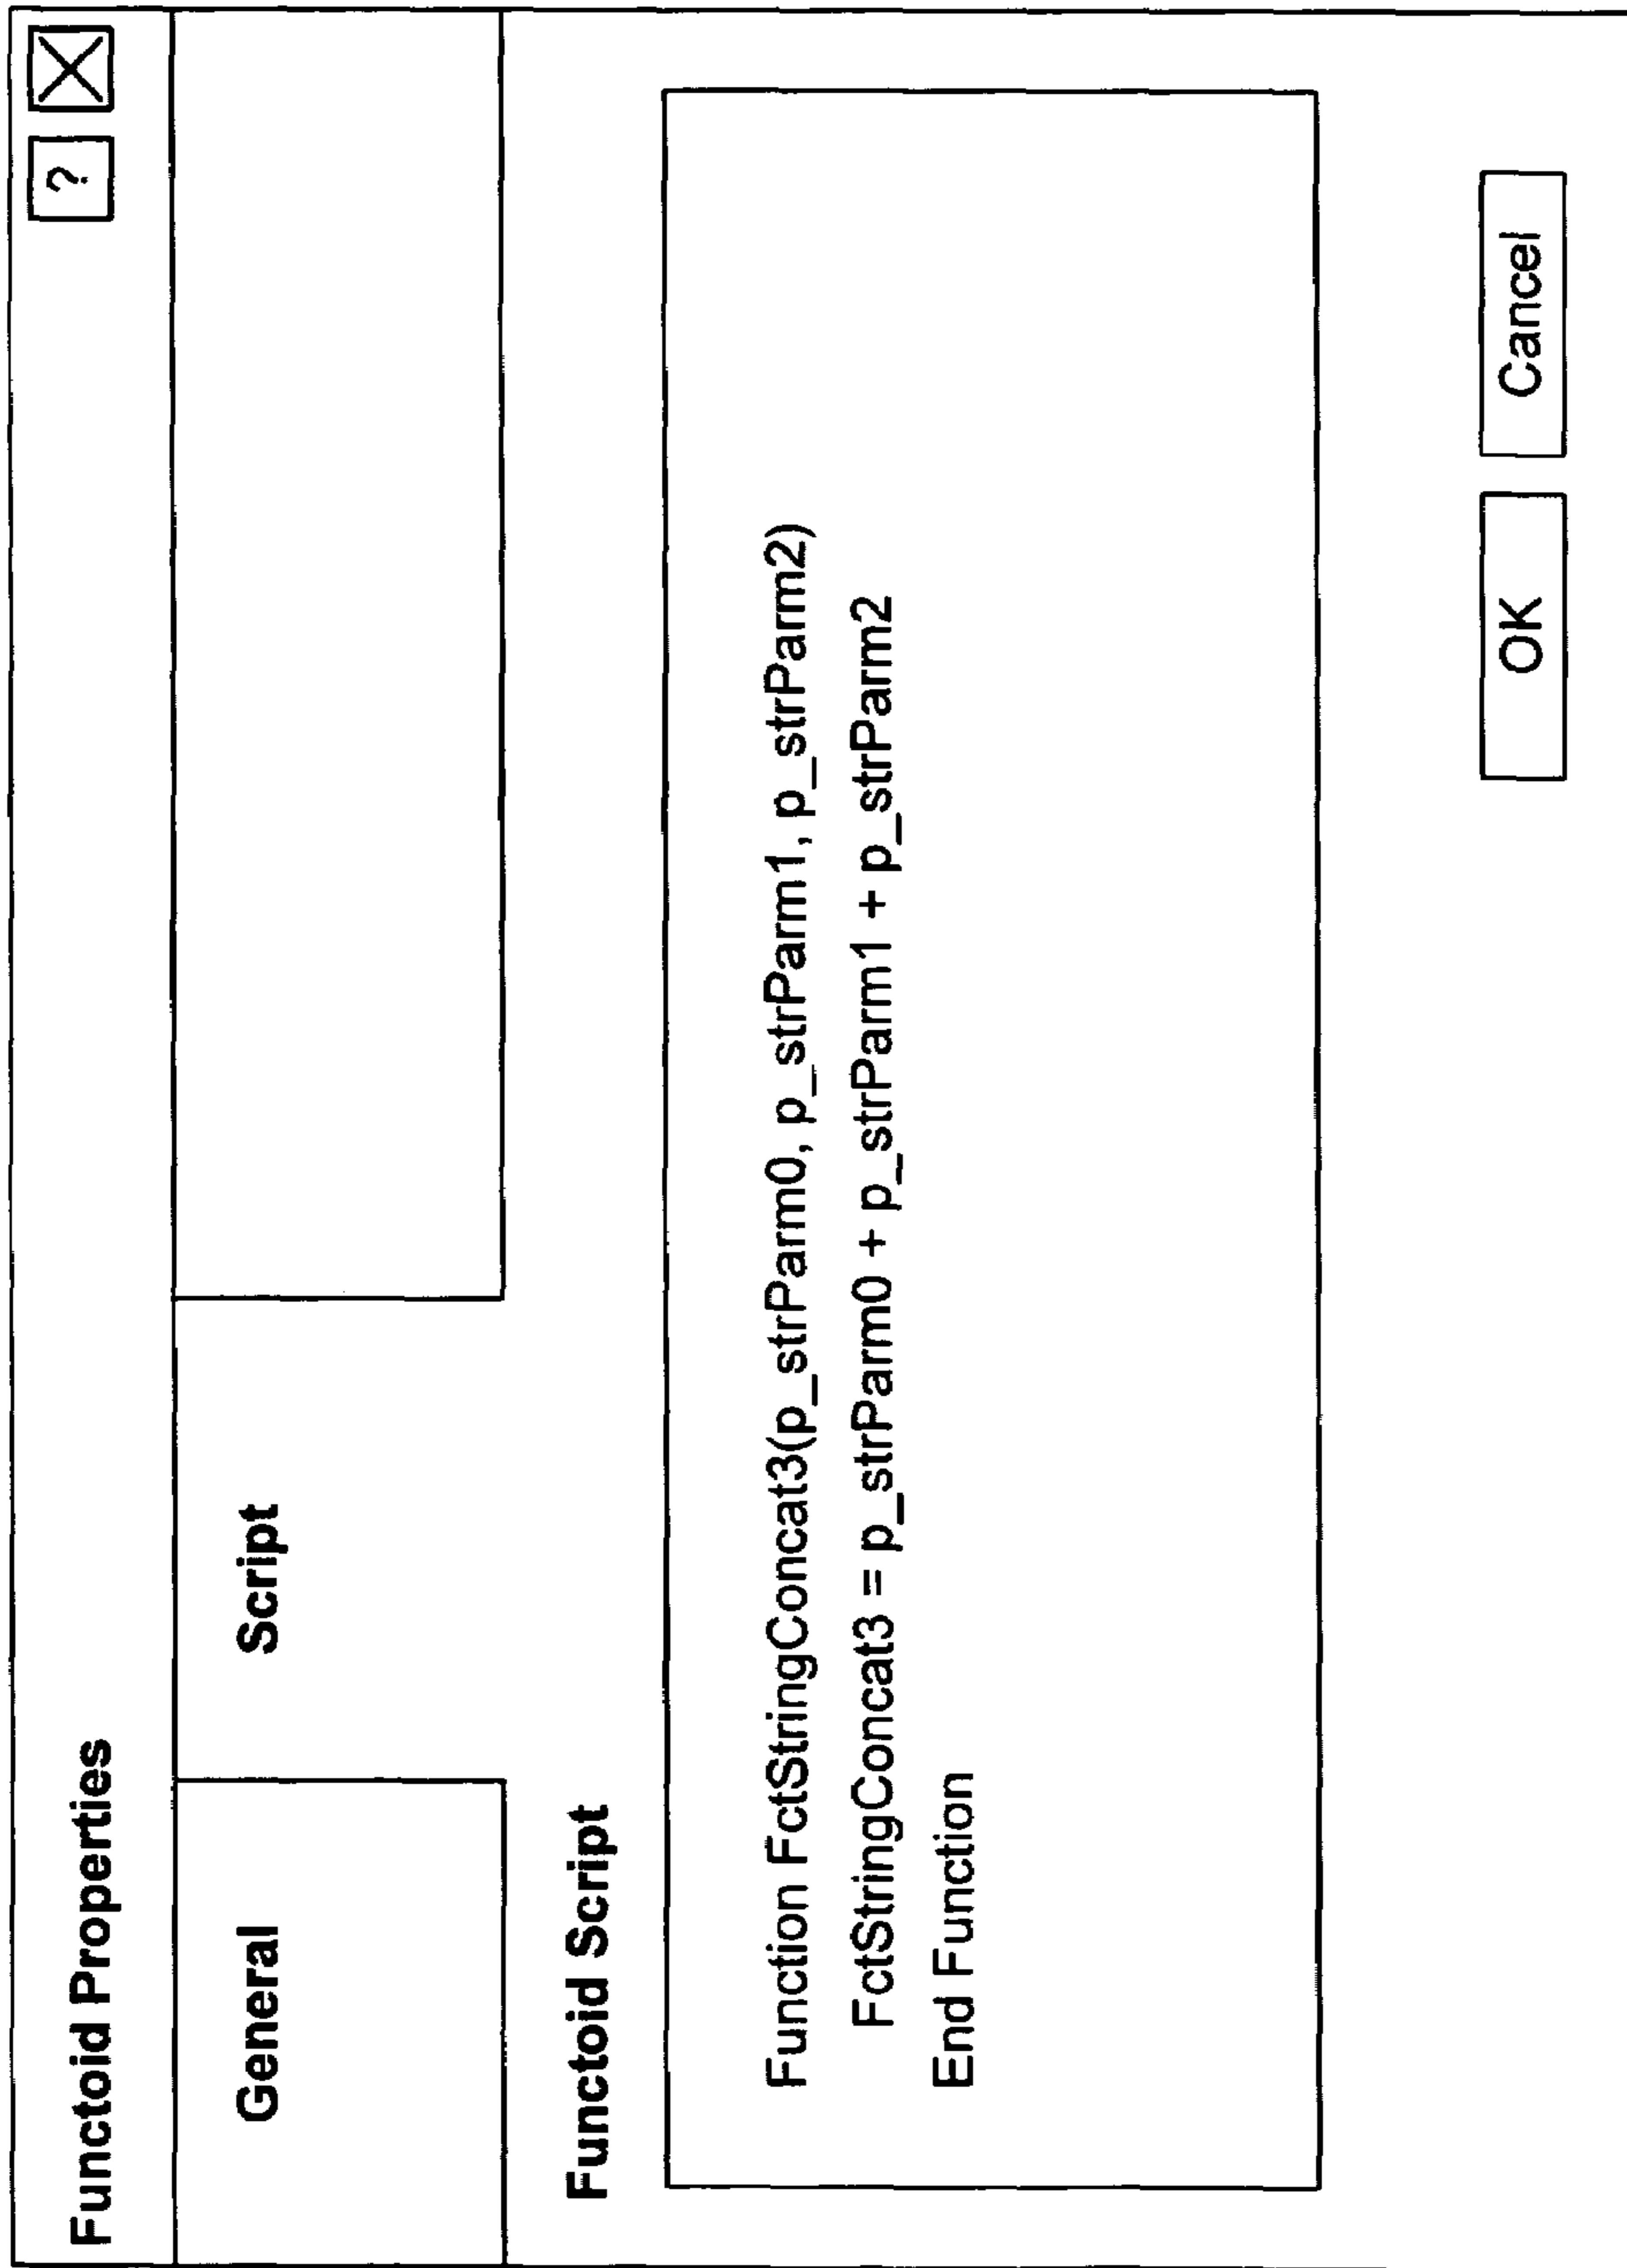 Functoid Properties
?
General
Script
Functoid Script
Function FctStringConcat3(p_strParm0, p_strParm1, p_strParm2)
FctStringConcat3 = p_strParm0 + p_strParm1 + p_strParm2
End Function
OK
Cancel